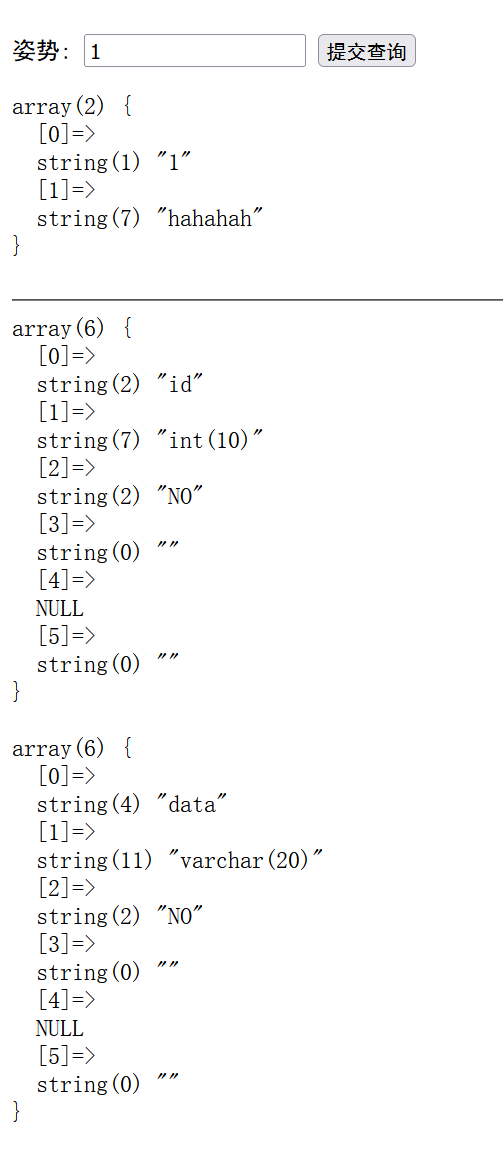 姿势: 1 提交查询
array(2) {
  [0]=>
  string(1) "1"
  [1]=>
  string(7) "hahahah"
}
array(6) {
  [0]=>
  string(2) "id"
  [1]=>
  string(7) "int(10)"
  [2]=>
  string(2) "NO"
  [3]=>
  string(0) ""
  [4]=>
  NULL
  [5]=>
  string(0) ""
}
array(6) {
  [0]=>
  string(4) "data"
  [1]=>
  string(11) "varchar(20)"
  [2]=>
  string(2) "NO"
  [3]=>
  string(0) ""
  [4]=>
  NULL
  [5]=>
  string(0) ""
}